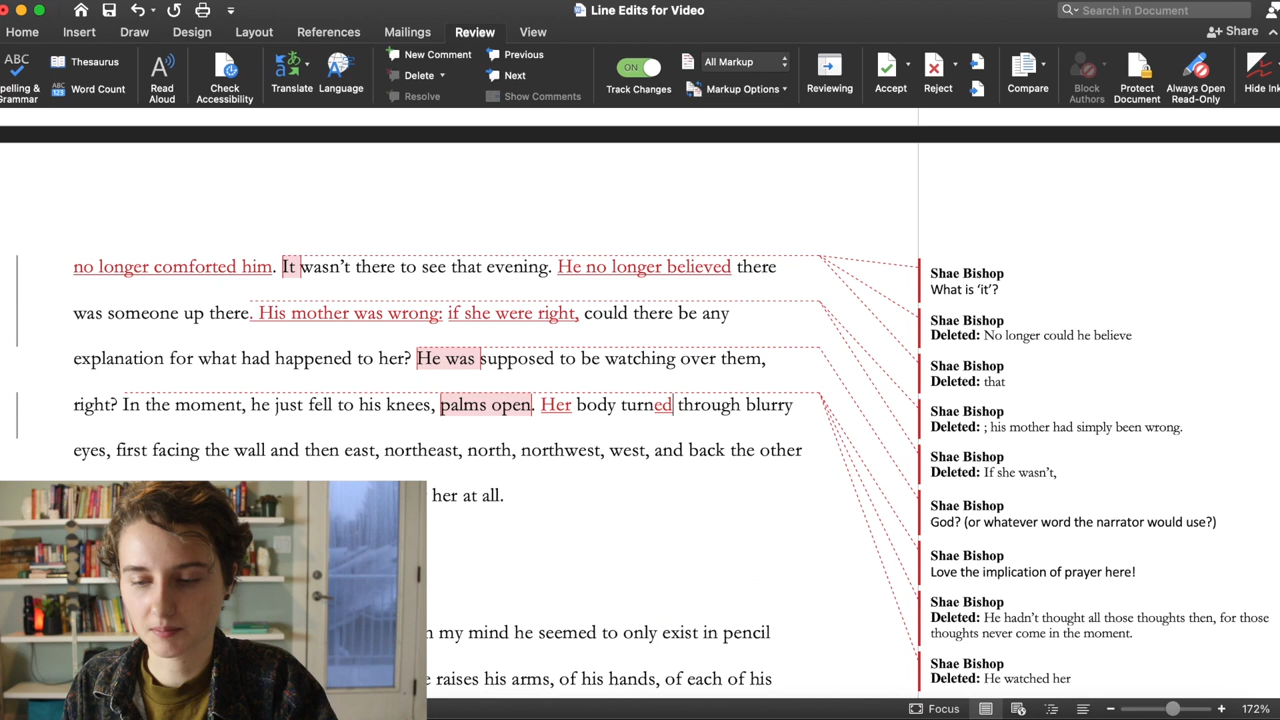 Line Edits for Video
Search in Document
Home Insert Draw Design Layout References Mailings Review View
Share
Spelling &
Grammar
Thesaurus
Word Count
Read
Aloud
Check
Accessibility
Translate
Language
New Comment
Delete
Resolve
Previous
Next
Show Comments
ON
Track Changes
All Markup
Markup Options
Reviewing
Accept
Reject
Compare
Block
Authors
Protect
Document
Always Open
Read-Only
Hide Ink
no longer comforted him. It wasn’t there to see that evening. He no longer believed there
was someone up there. His mother was wrong: if she were right, could there be any
explanation for what had happened to her? He was supposed to be watching over them,
right? In the moment, he just fell to his knees, palms open. Her body turned through blurry
eyes, first facing the wall and then east, northeast, north, northwest, west, and back the other
her at all.
my mind he seemed to only exist in pencil
raises his arms, of his hands, of each of his
Shae Bishop
What is ‘it’?
Shae Bishop
Deleted: No longer could he believe
Shae Bishop
Deleted: that
Shae Bishop
Deleted: ; his mother had simply been wrong.
Shae Bishop
Deleted: If she wasn’t,
Shae Bishop
God? (or whatever word the narrator would use?)
Shae Bishop
Love the implication of prayer here!
Shae Bishop
Deleted: He hadn’t thought all those thoughts then, for those
thoughts never come in the moment.
Shae Bishop
Deleted: He watched her
Focus
172%